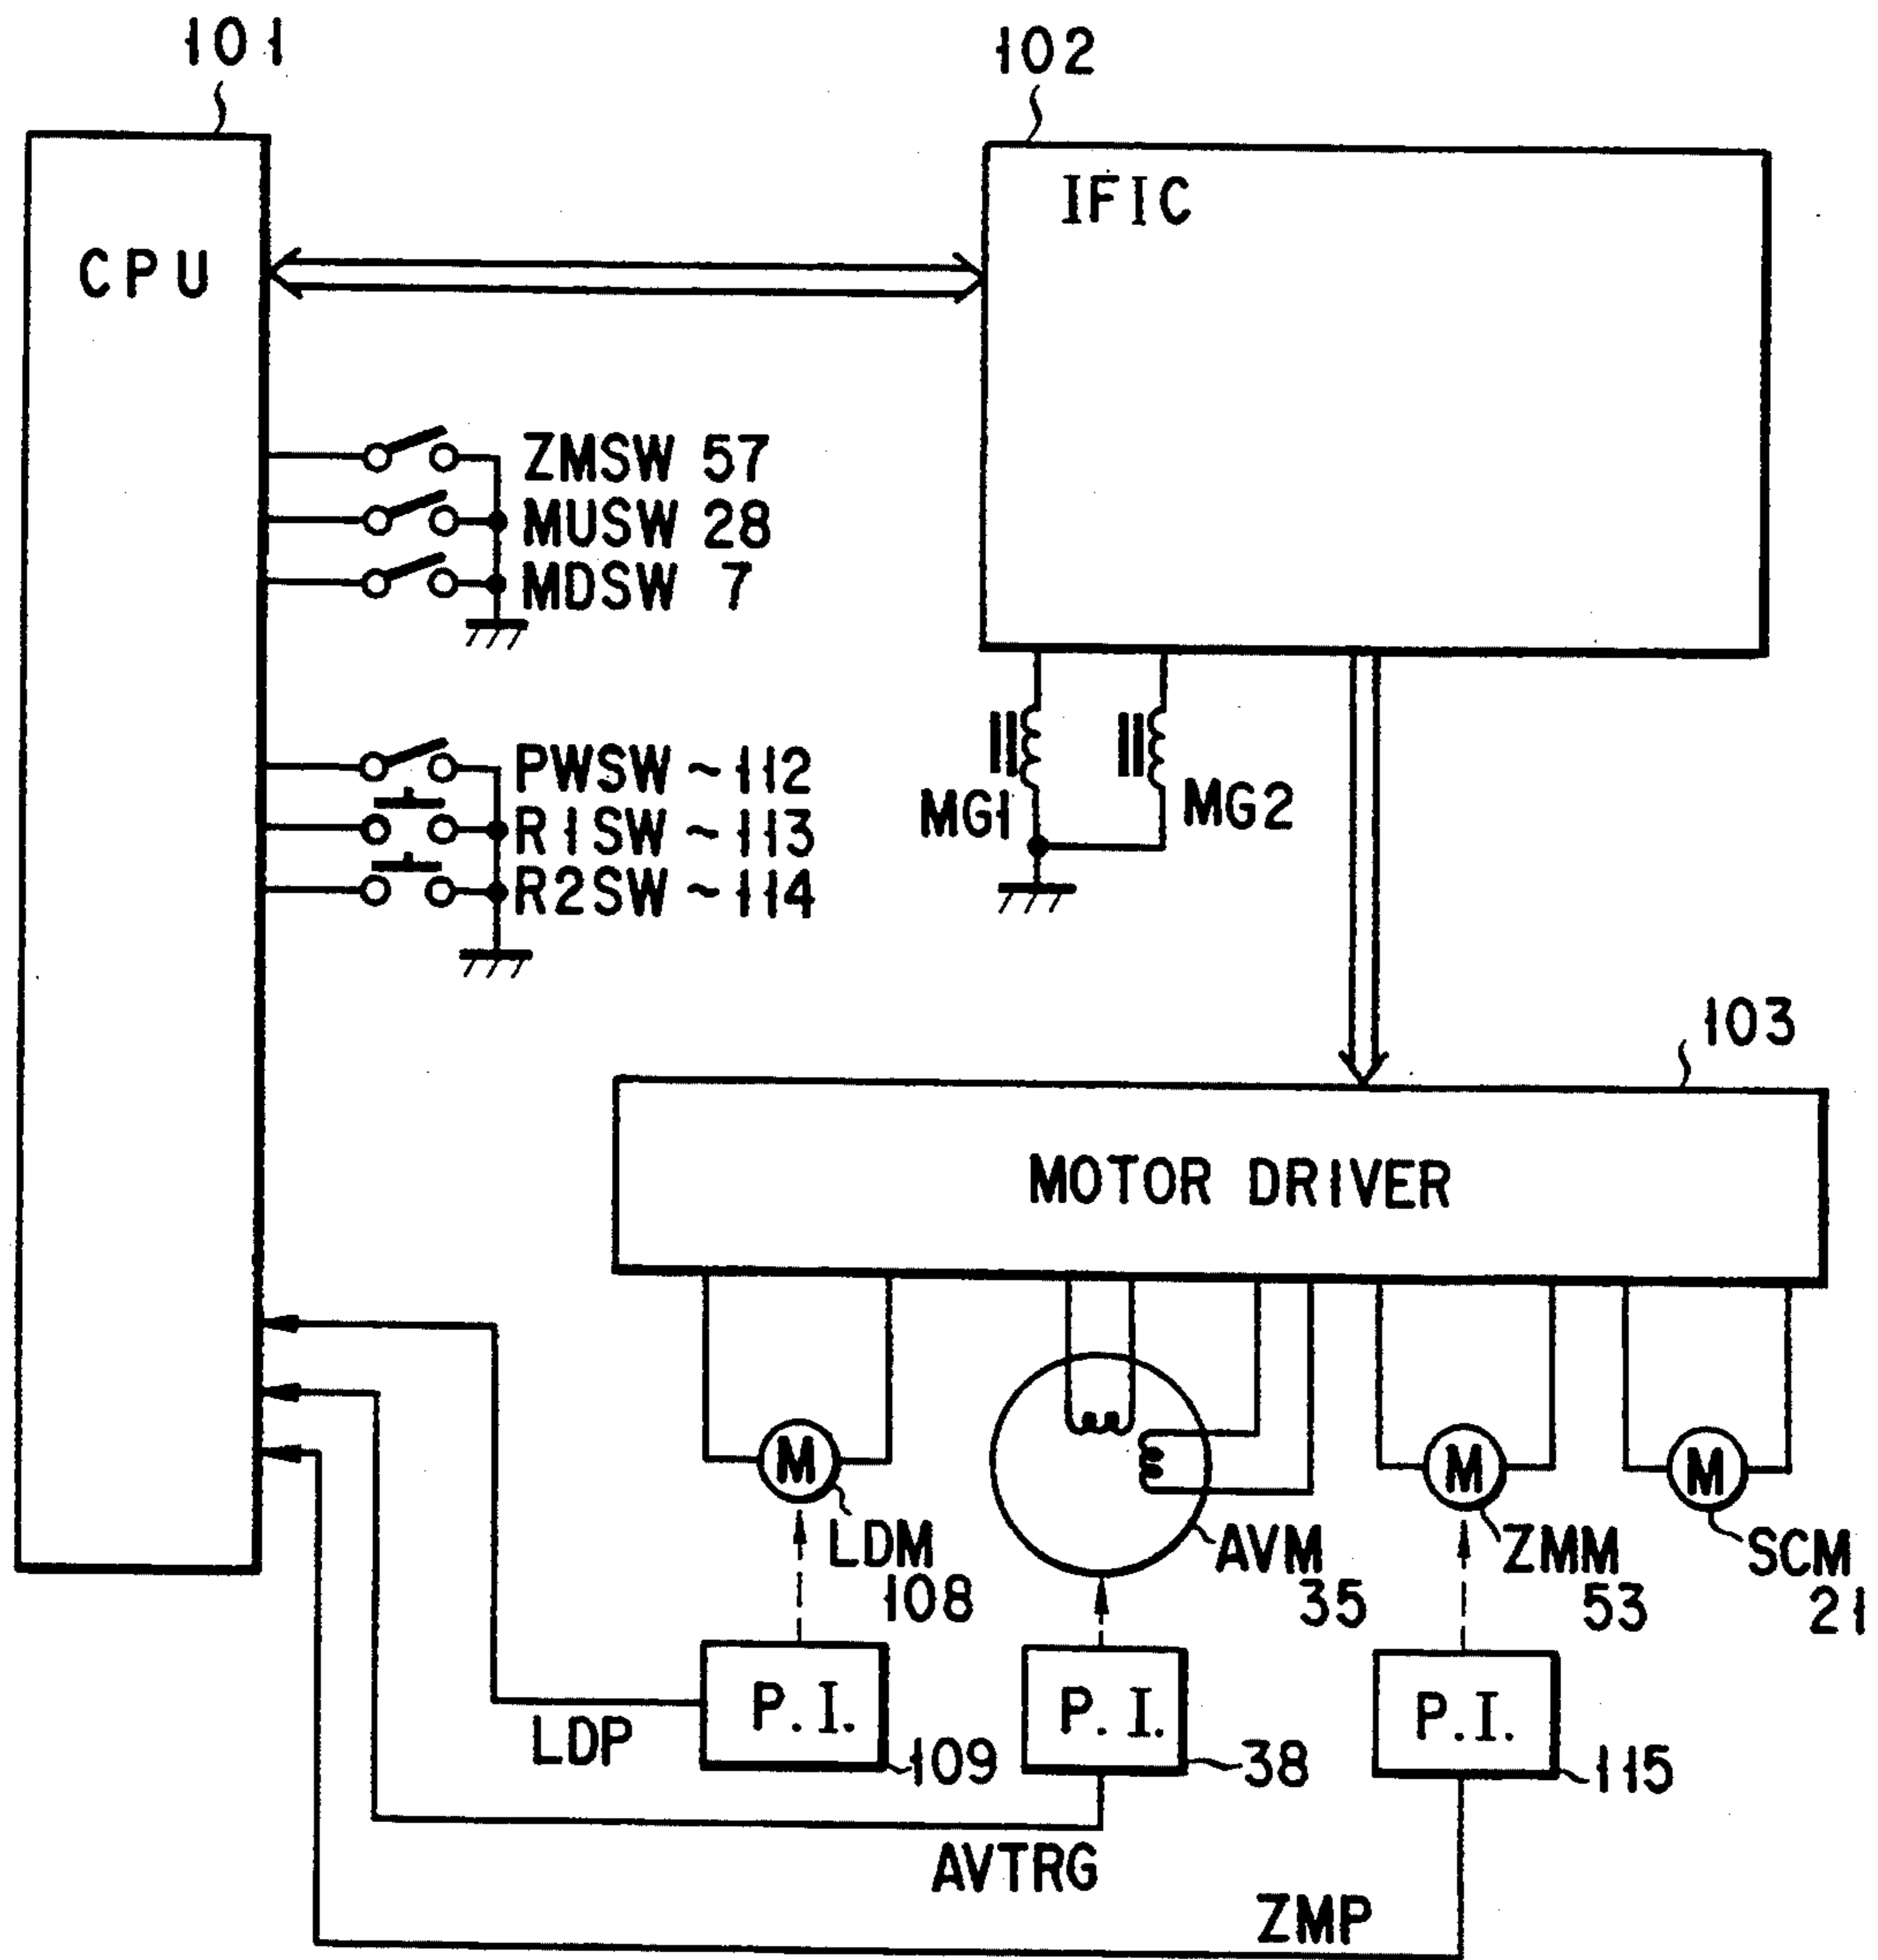 101
102
CPU
IFIC
ZMSW 57
MUSW 28
MDSW 7
PWSW ~112
R1SW ~113
R2SW ~114
MG1
MG2
103
MOTOR DRIVER
M
M
M
LDM
108
AVM
35
ZMM
53
SCM
21
P.I.
109
P.I.
38
P.I.
115
LDP
AVTRG
ZMP